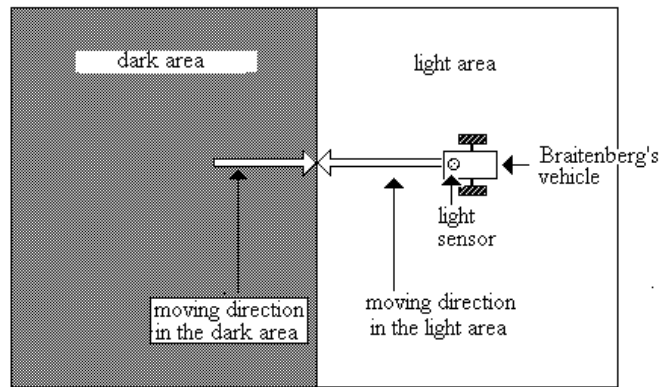 dark area
light area
Braitenberg's
vehicle
light
sensor
moving direction
in the dark area
moving direction
in the light area